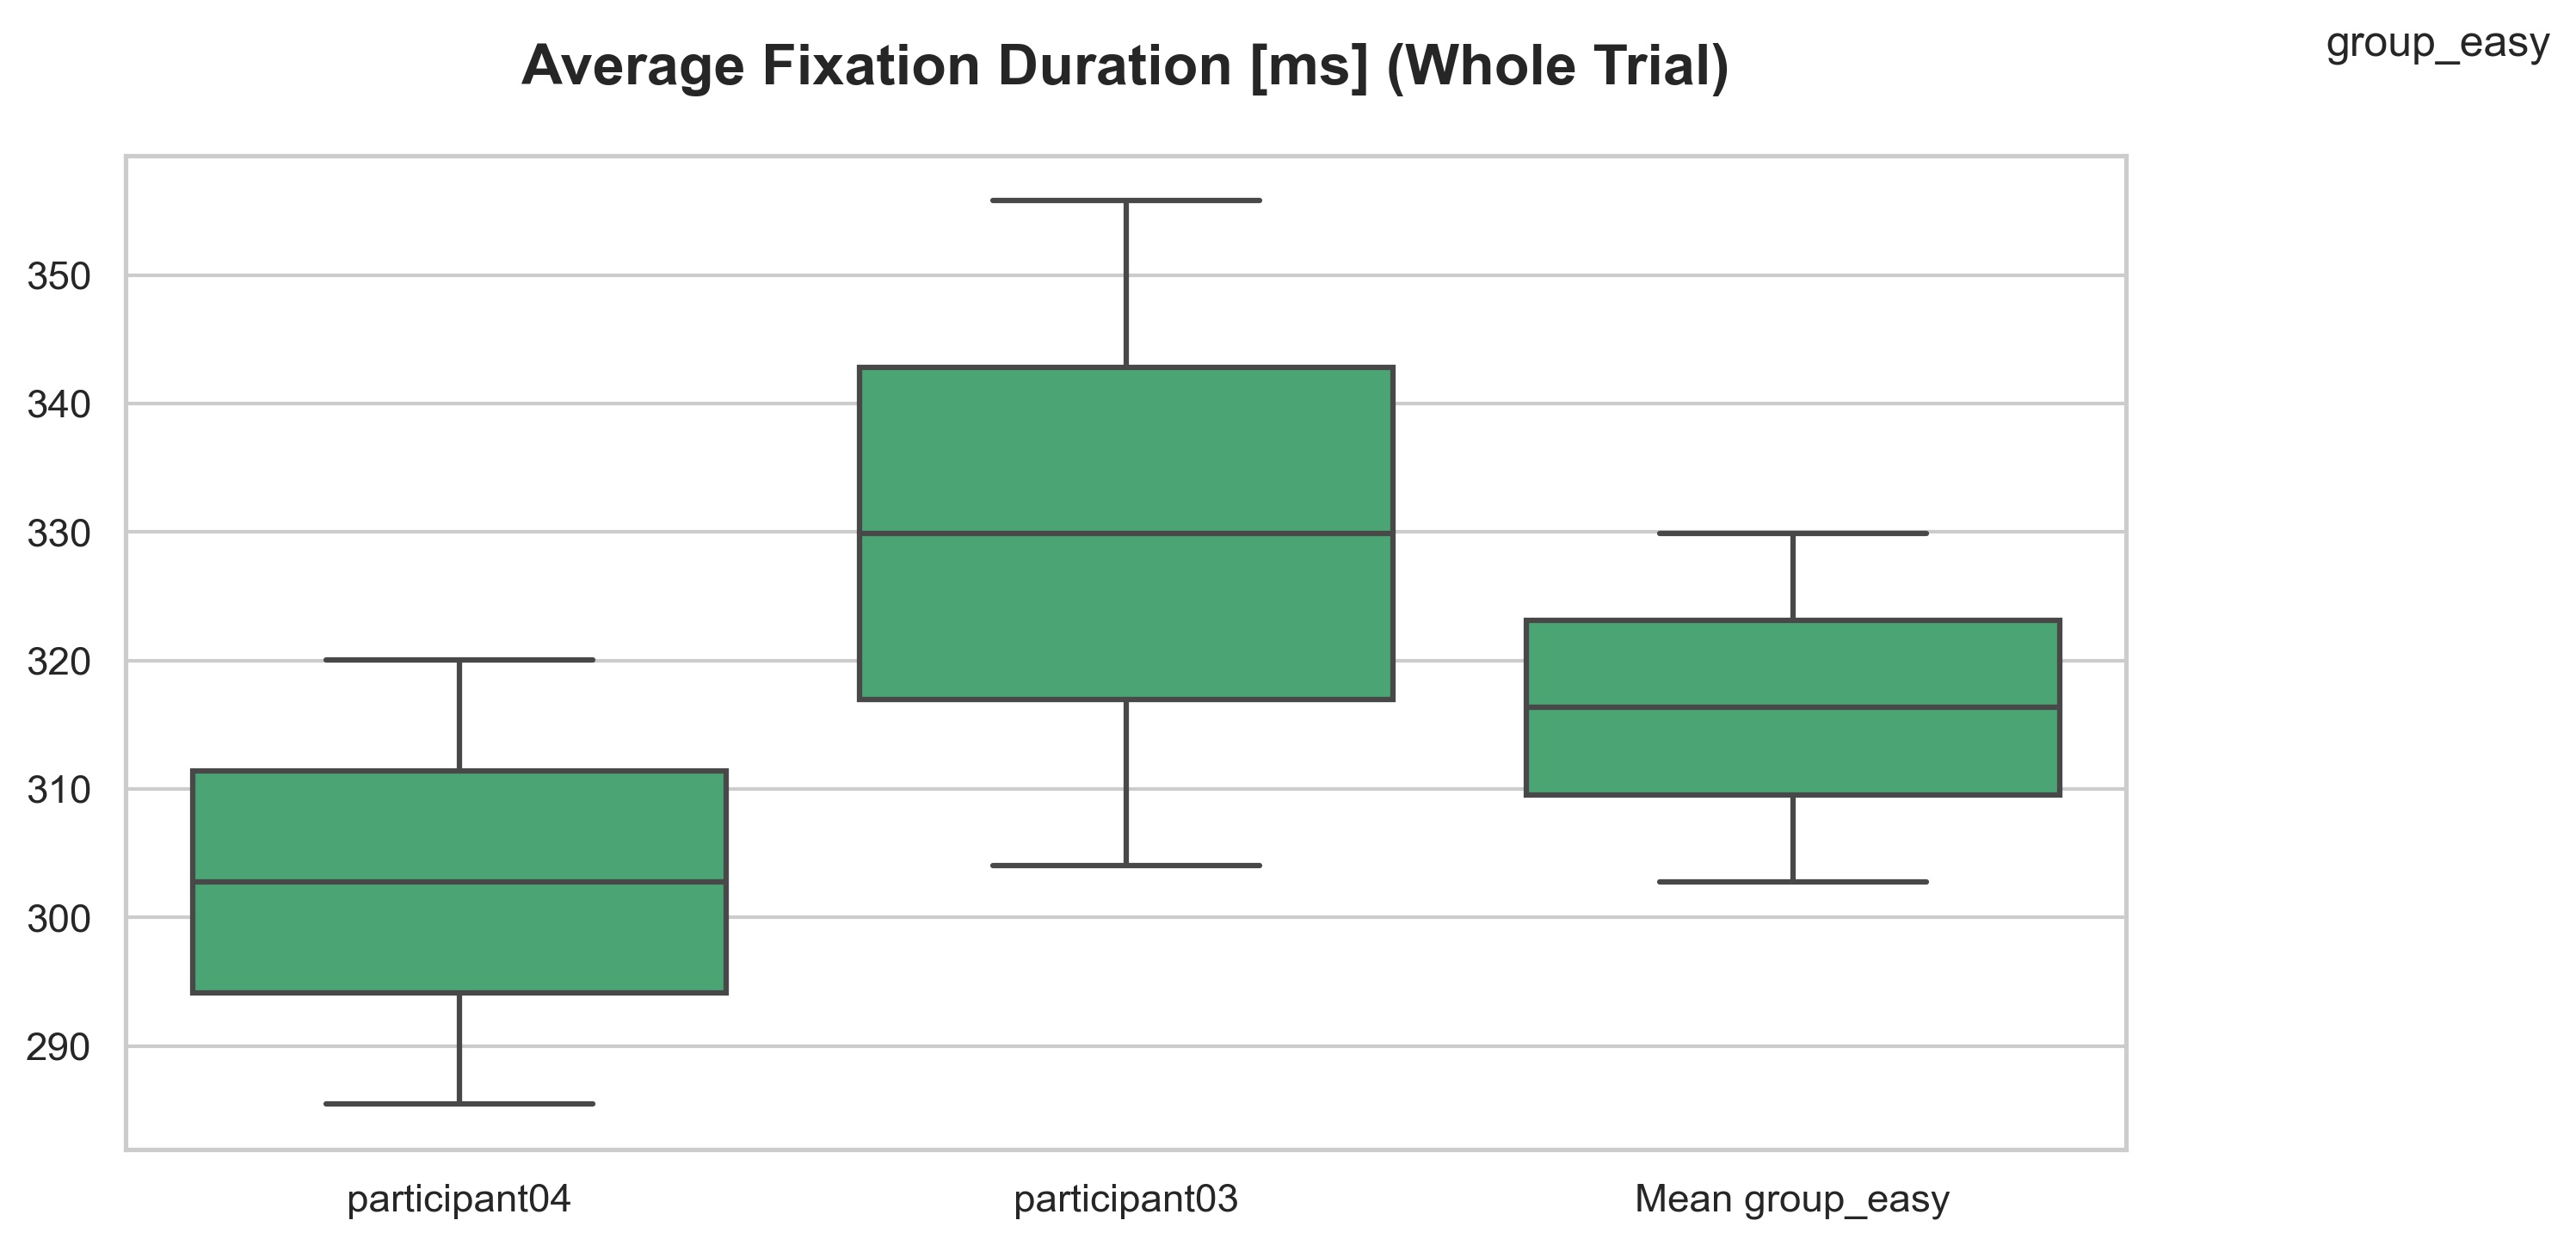 group_easy
Average Fixation Duration [ms] (Whole Trial)
350
340
330
320
310
300
290
participant04
participant03
Mean group_easy